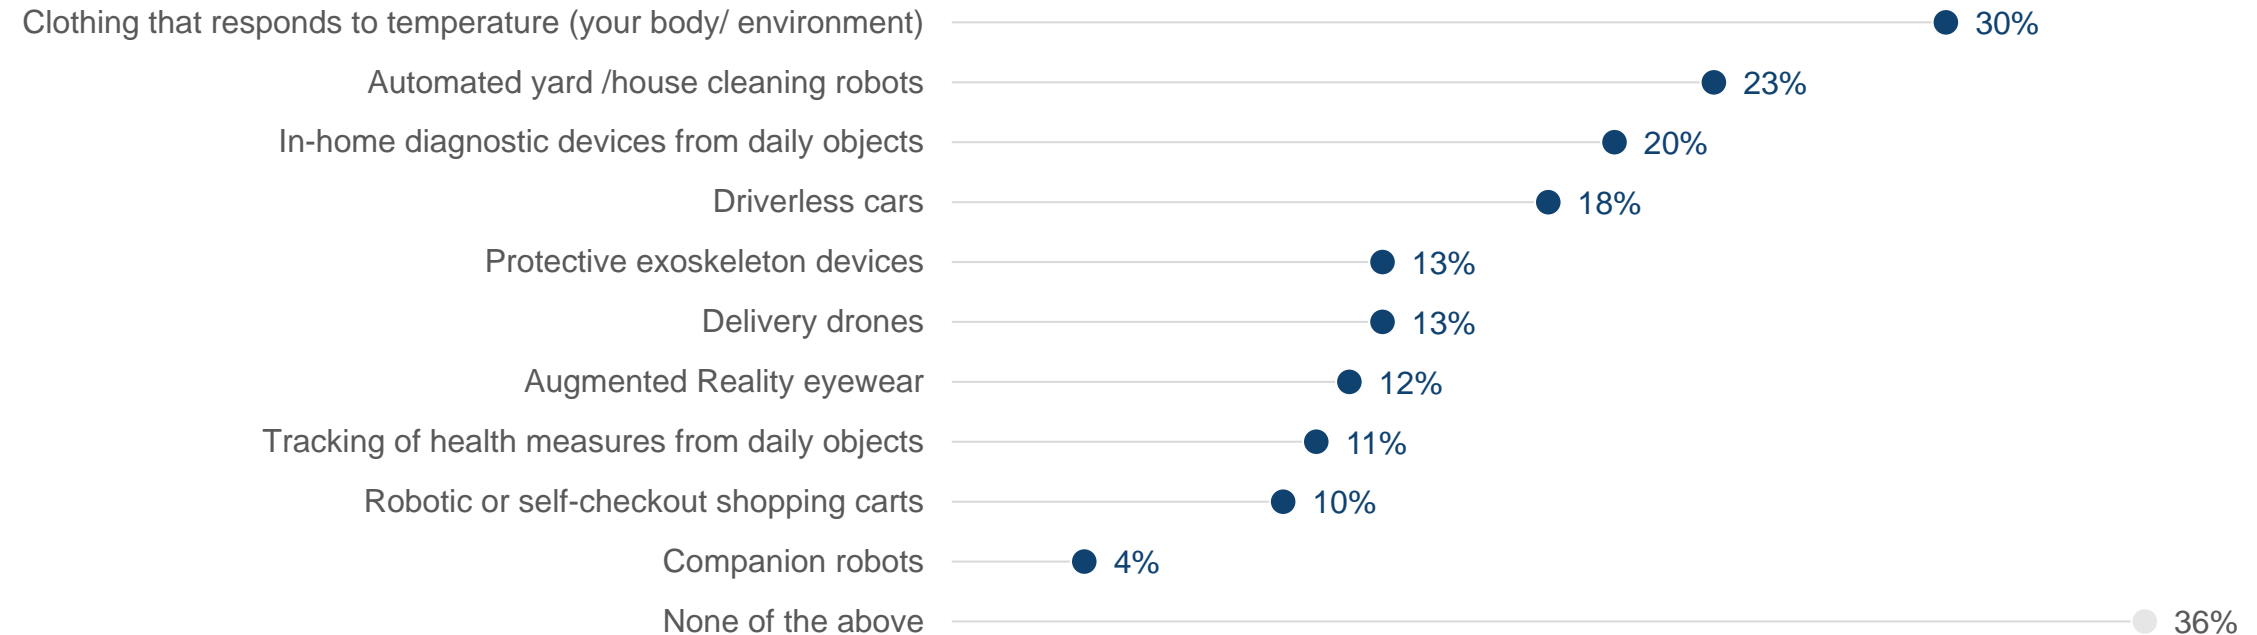 Clothing that responds to temperature (your body/ environment) 30%
Automated yard /house cleaning robots 23%
In-home diagnostic devices from daily objects 20%
Driverless cars 18%
Protective exoskeleton devices 13%
Delivery drones 13%
Augmented Reality eyewear 12%
Tracking of health measures from daily objects 11%
Robotic or self-checkout shopping carts 10%
Companion robots 4%
None of the above 36%